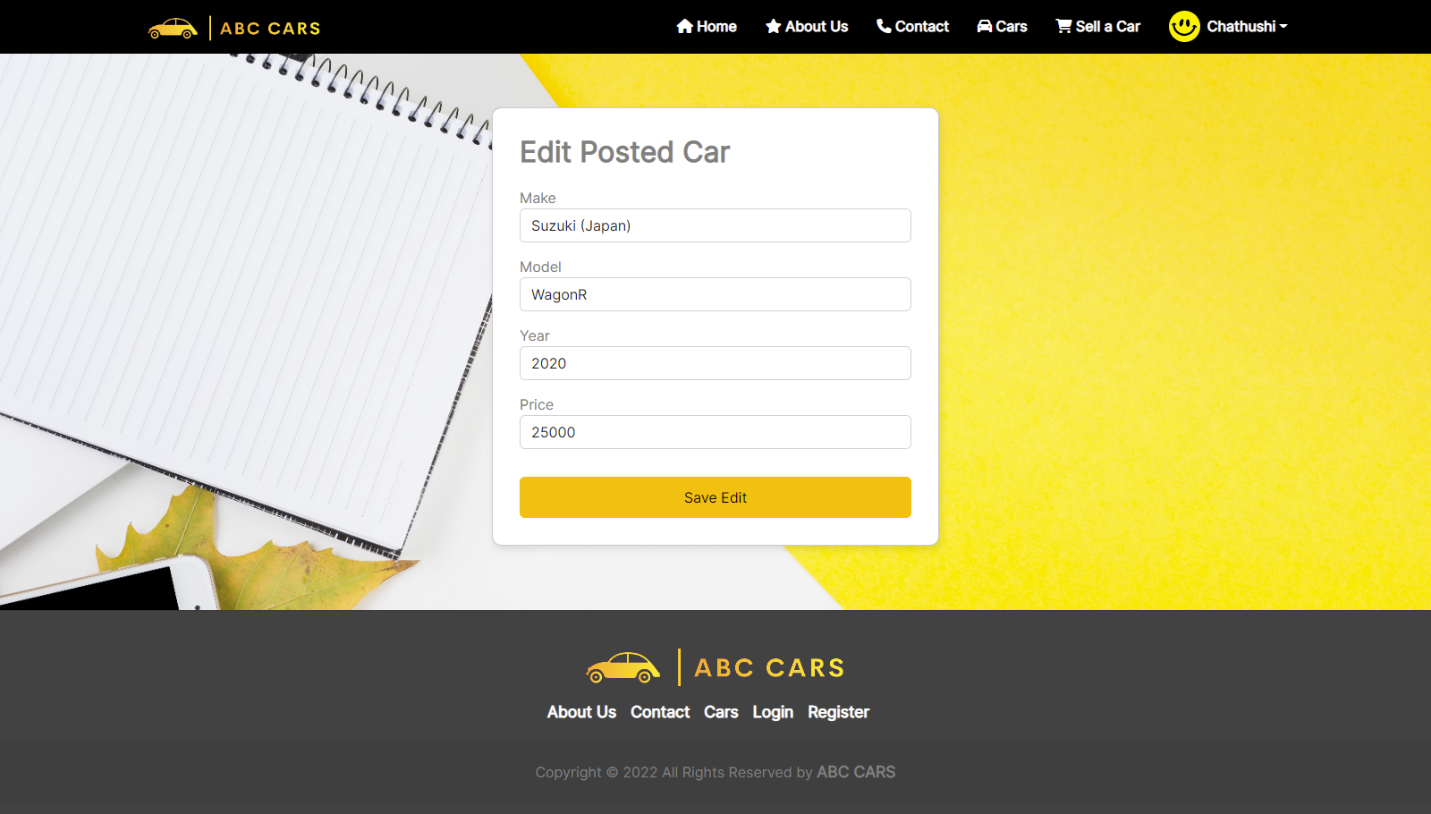 ABC CARS
Home About Us Contact Cars Sell a Car Chathushi
Edit Posted Car
Make
Suzuki (Japan)
Model
WagonR
Year
2020
Price
25000
Save Edit
ABC CARS
About Us Contact Cars Login Register
Copyright © 2022 All Rights Reserved by ABC CARS